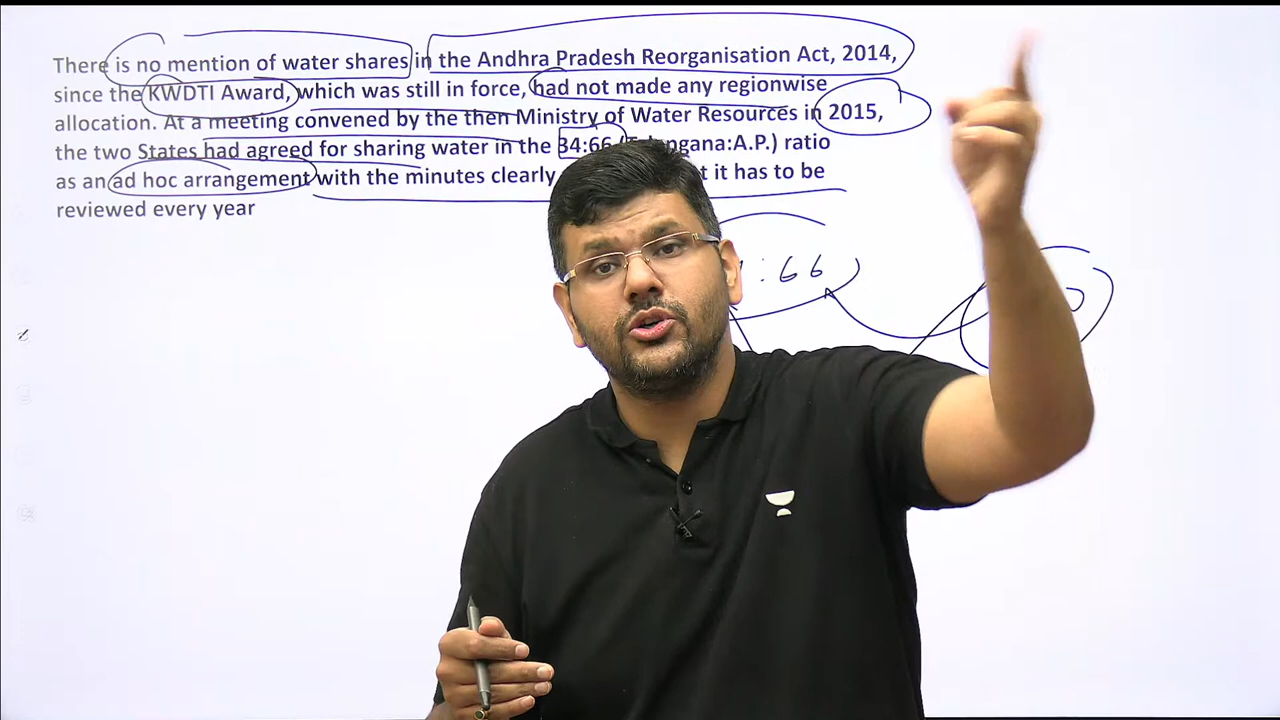 There is no mention of water shares in the Andhra Pradesh Reorganisation Act, 2014,
since the KWDTI Award, which was still in force, had not made any regionwise
allocation. At a meeting convened by the then Ministry of Water Resources in 2015,
the two States had agreed for sharing water in the 34:66 :A.P.) ratio
as an ad hoc arrangement with the minutes clearly it has to be
reviewed every year
: 66